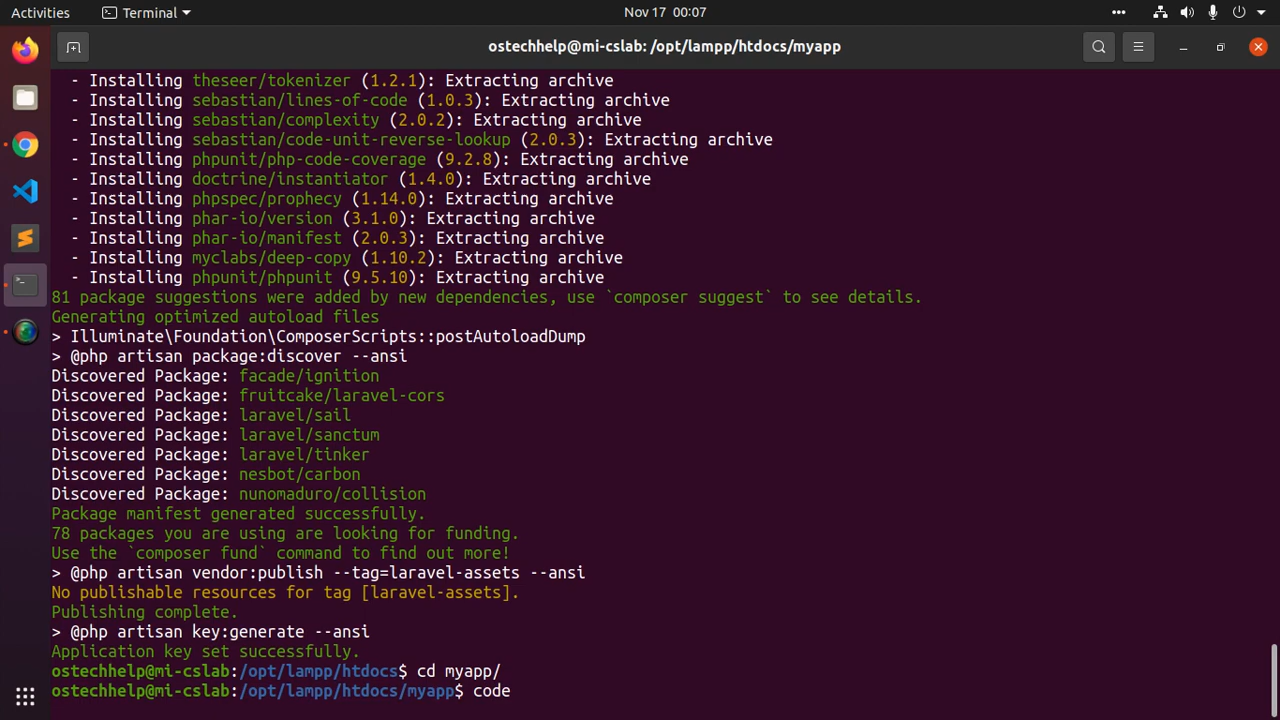 Activities
Terminal
Nov 17 00:07
ostechhelp@mi-cslab: /opt/lampp/htdocs/myapp
- Installing theseer/tokenizer (1.2.1): Extracting archive
- Installing sebastian/lines-of-code (1.0.3): Extracting archive
- Installing sebastian/complexity (2.0.2): Extracting archive
- Installing sebastian/code-unit-reverse-lookup (2.0.3): Extracting archive
- Installing phpunit/php-code-coverage (9.2.8): Extracting archive
- Installing doctrine/instantiator (1.4.0): Extracting archive
- Installing phpspec/prophecy (1.14.0): Extracting archive
- Installing phar-io/version (3.1.0): Extracting archive
- Installing phar-io/manifest (2.0.3): Extracting archive
- Installing myclabs/deep-copy (1.10.2): Extracting archive
- Installing phpunit/phpunit (9.5.10): Extracting archive
81 package suggestions were added by new dependencies, use `composer suggest` to see details.
Generating optimized autoload files
> Illuminate\Foundation\ComposerScripts::postAutoloadDump
> @php artisan package:discover --ansi
Discovered Package: facade/ignition
Discovered Package: fruitcake/laravel-cors
Discovered Package: laravel/sail
Discovered Package: laravel/sanctum
Discovered Package: laravel/tinker
Discovered Package: nesbot/carbon
Discovered Package: nunomaduro/collision
Package manifest generated successfully.
78 packages you are using are looking for funding.
Use the `composer fund` command to find out more!
> @php artisan vendor:publish --tag=laravel-assets --ansi
No publishable resources for tag [laravel-assets].
Publishing complete.
> @php artisan key:generate --ansi
Application key set successfully.
ostechhelp@mi-cslab:/opt/lampp/htdocs$ cd myapp/
ostechhelp@mi-cslab:/opt/lampp/htdocs/myapp$ code